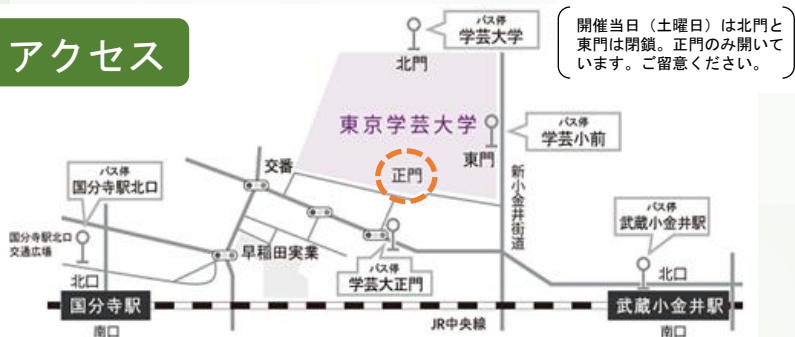 アクセス
バス停
学芸大学
北門
開催当日（土曜日）は北門と
東門は閉鎖。正門のみ開いて
います。ご留意ください。
東京学芸大学
バス停
学芸小前
東門
正門
交番
新小金井街道
バス停
国分寺駅北口
国分寺駅北口
交通広場
早稲田実業
バス停
学芸大正門
バス停
武蔵小金井駅
北口
国分寺駅
南口
JR中央線
北口
武蔵小金井駅
南口